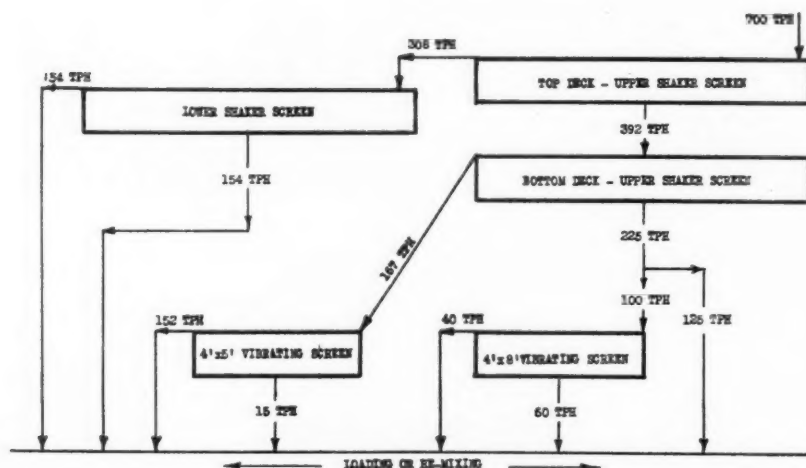 700 TPH
308 TPH
154 TPH
TOP DECK - UPPER SHAKER SCREEN
LOWER SHAKER SCREEN
392 TPH
154 TPH
BOTTOM DECK - UPPER SHAKER SCREEN
225 TPH
167 TPH
100 TPH
125 TPH
152 TPH
40 TPH
4'x5' VIBRATING SCREEN
4'x8' VIBRATING SCREEN
15 TPH
60 TPH
LOADING OR RE-MIXING